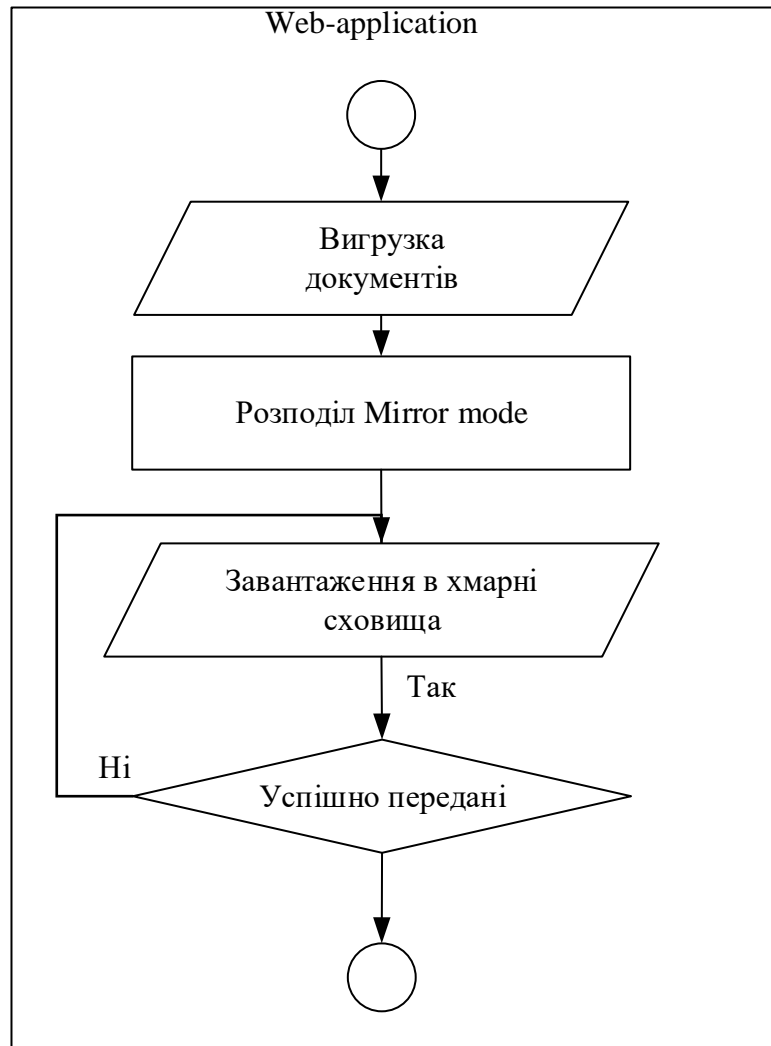 Web-application
Вигрузка
документів
Розподіл Mirror mode
Завантаження в хмарні
сховища
Так
Ні
Успішно передані